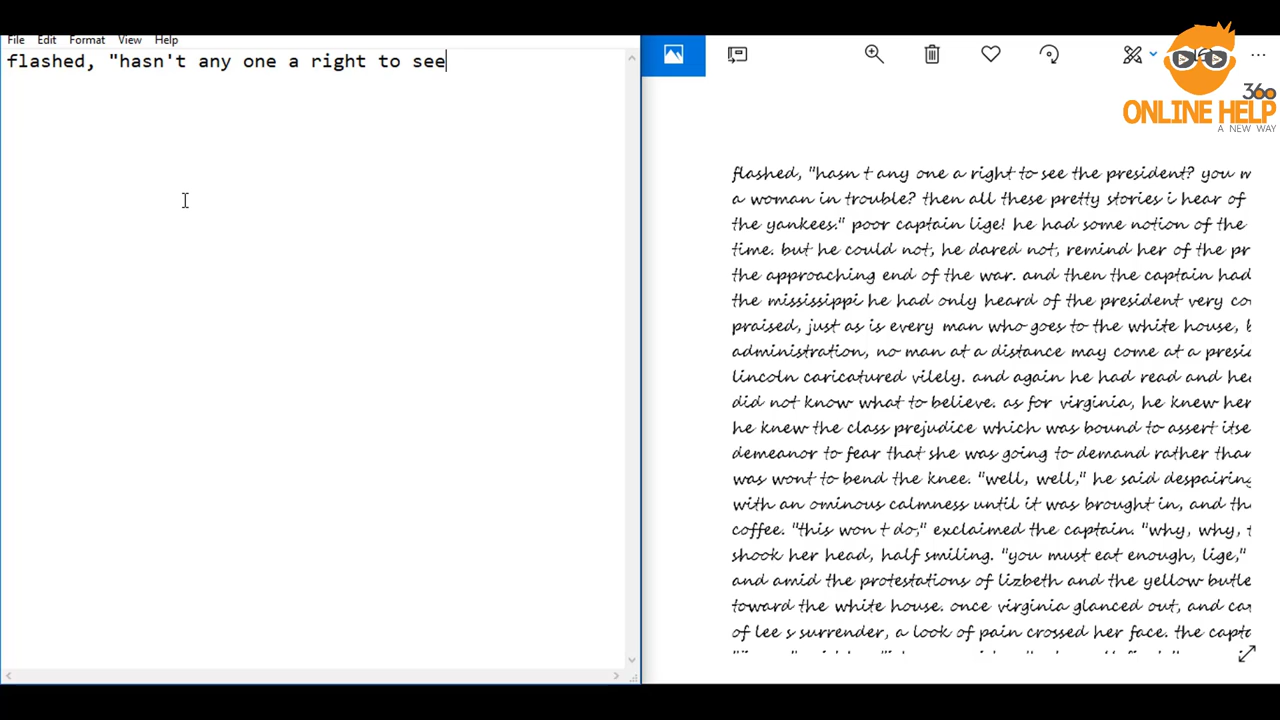 File Edit Format View Help
flashed, "hasn't any one a right to see
360
ONLINE HELP
A NEW WAY
flashed, "hasn t any one a right to see the president? you
a woman in trouble? then all these pretty stories i hear of
the yankees." poor captain lige! he had some notion of the
time. but he could not, he dared not, remind her of the pr
the approaching end of the war. and then the captain had
the mississippi he had only heard of the president very co
praised, just as is every man who goes to the white house,
administration, no man at a distance may come at a presi
lincoln caricatured vilely. and again he had read and hea
did not know what to believe. as for virginia, he knew her
he knew the class prejudice which was bound to assert itse
demeanor to fear that she was going to demand rather than
was wont to bend the knee. "well, well," he said despairing
with an ominous calmness until it was brought in, and th
coffee. "this won t do," exclaimed the captain. "why, why,
shook her head, half smiling. "you must eat enough, lige,"
and amid the protestations of lizbeth and the yellow butle
toward the white house. once virginia glanced out, and ca
of lee s surrender, a look of pain crossed her face. the capta